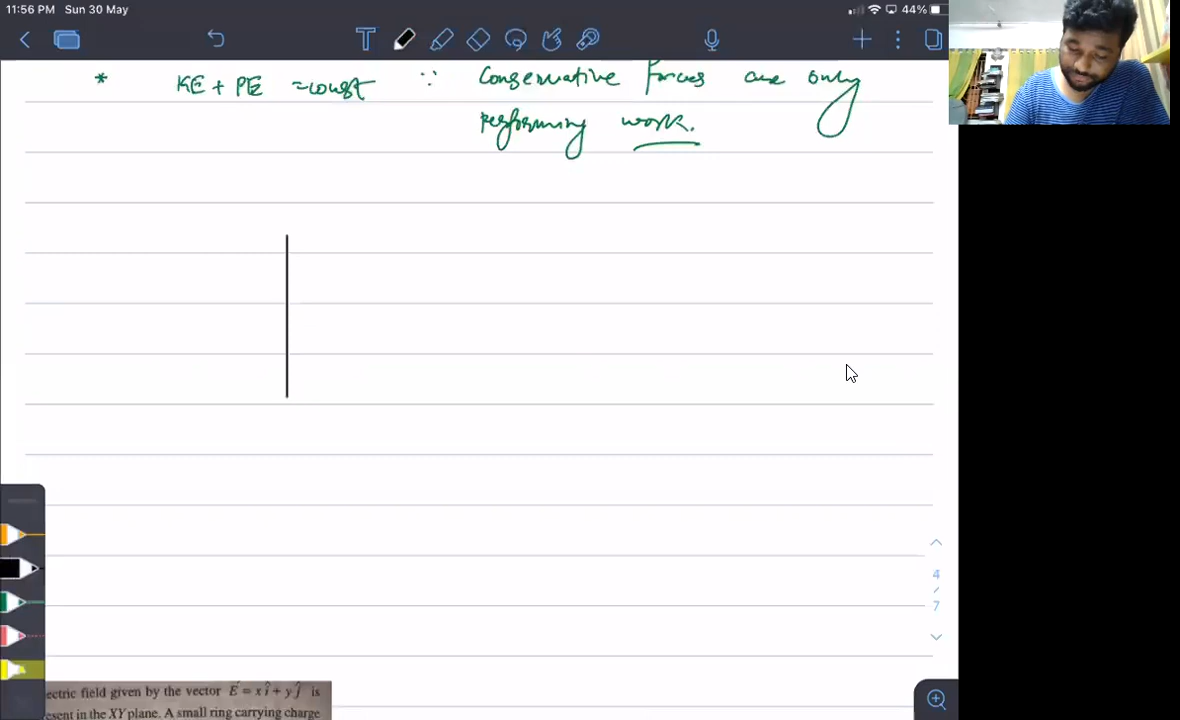 11:56 PM Sun 30 May 44%
T
* KE + PE = const ∵ Conservative forces are only
performing work.
4
/
7
ectric field given by the vector E = x î + y ĵ is
esent in the XY plane. A small ring carrying charge